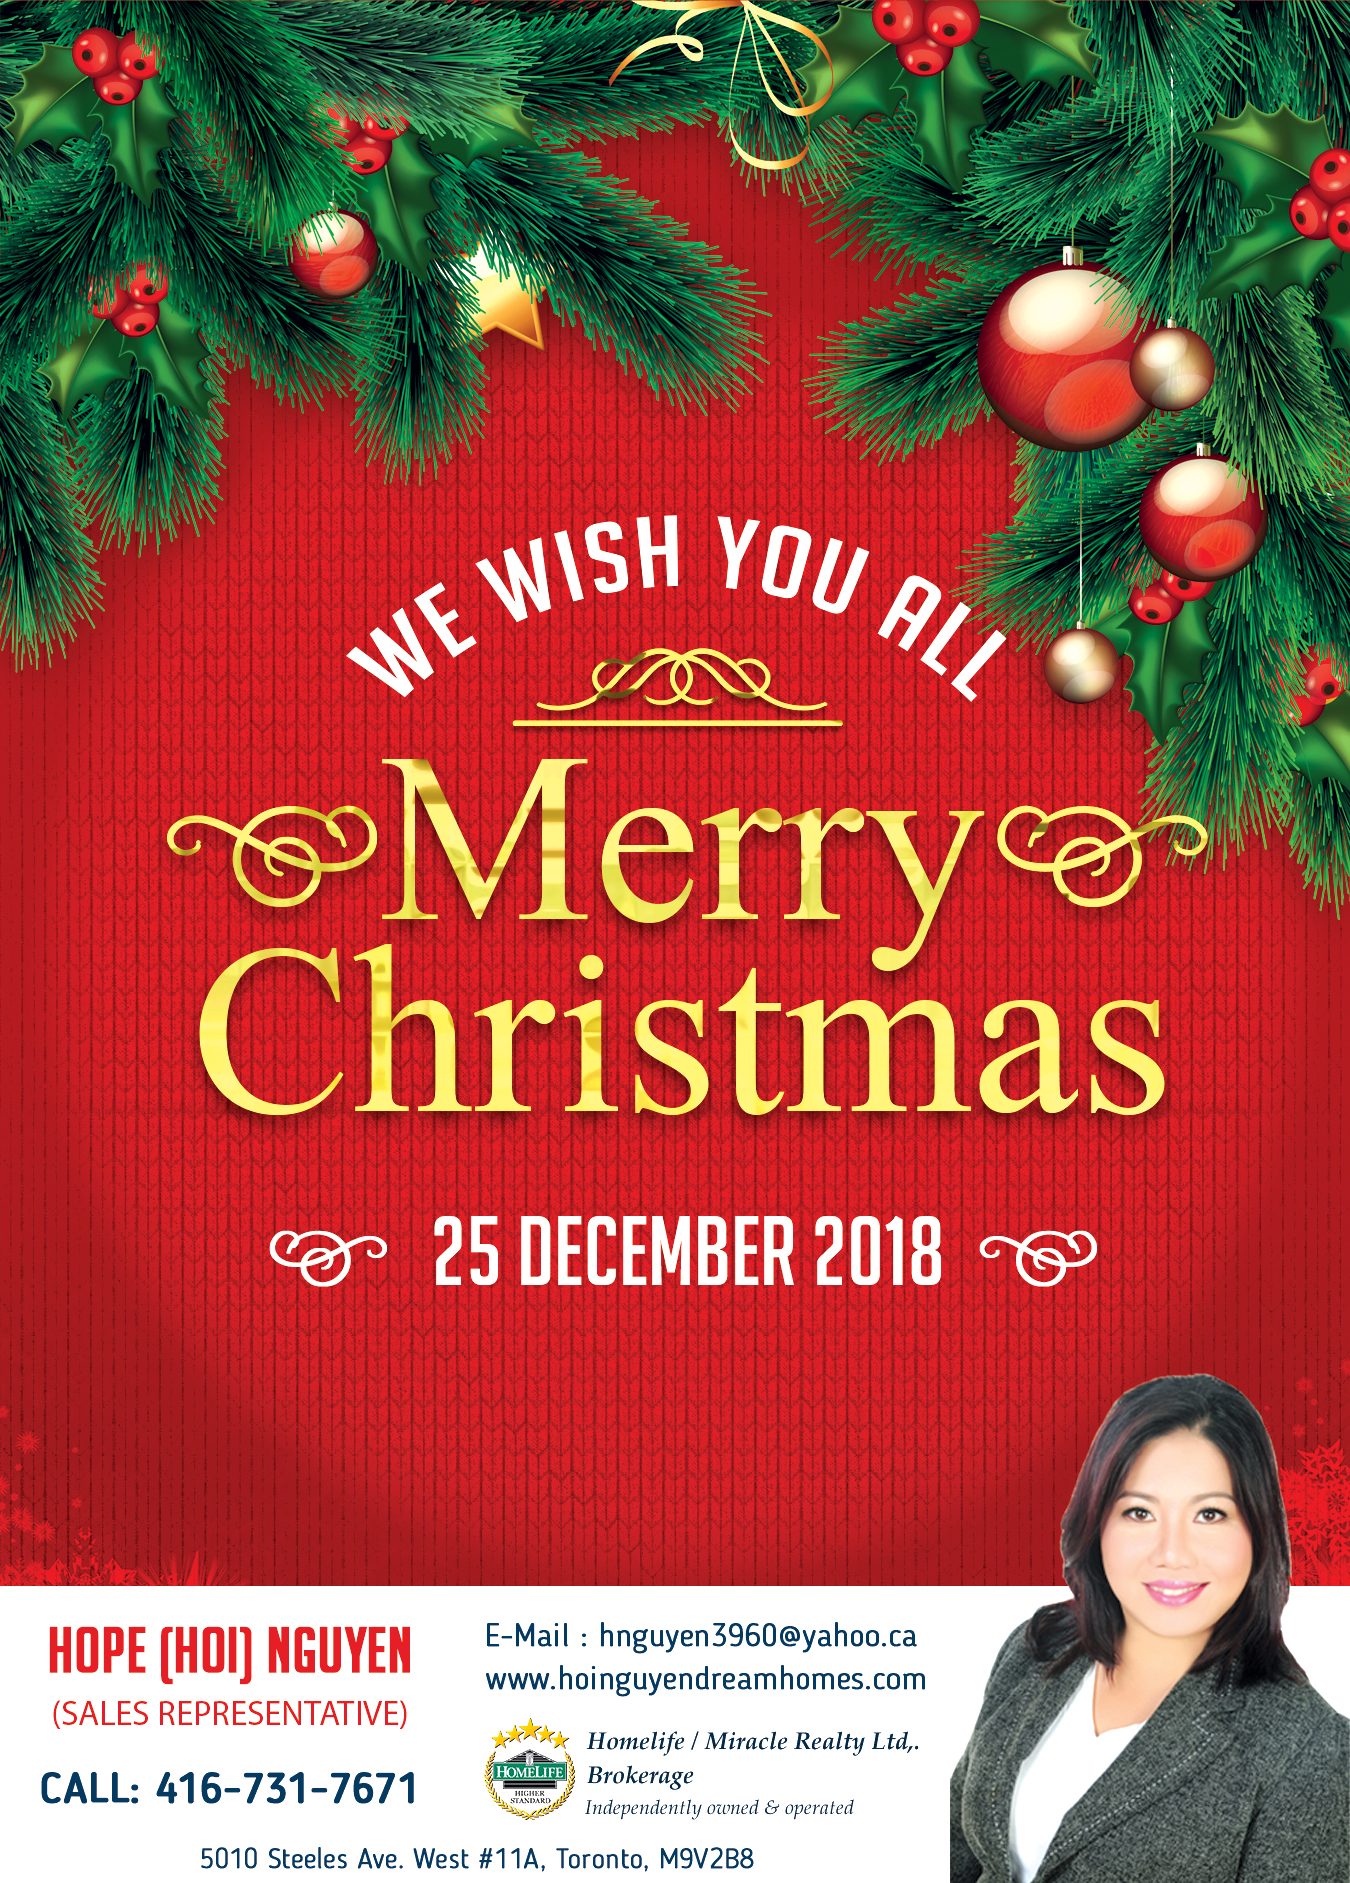 WE WISH YOU ALL
Merry
Christmas
25 DECEMBER 2018
HOPE (HOI) NGUYEN
(SALES REPRESENTATIVE)
CALL: 416-731-7671
E-Mail : hnguyen3960@yahoo.ca
www.hoinguyendreamhomes.com
HOMELIFE
HIGHER
STANDARD
Homelife / Miracle Realty Ltd,.
Brokerage
Independently owned & operated
5010 Steeles Ave. West #11A, Toronto, M9V2B8